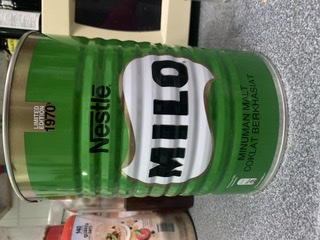 LIMITED
EDITION
1970
Nestlé
MILO
MINUMAN MALT
COKLAT BERKHASIAT